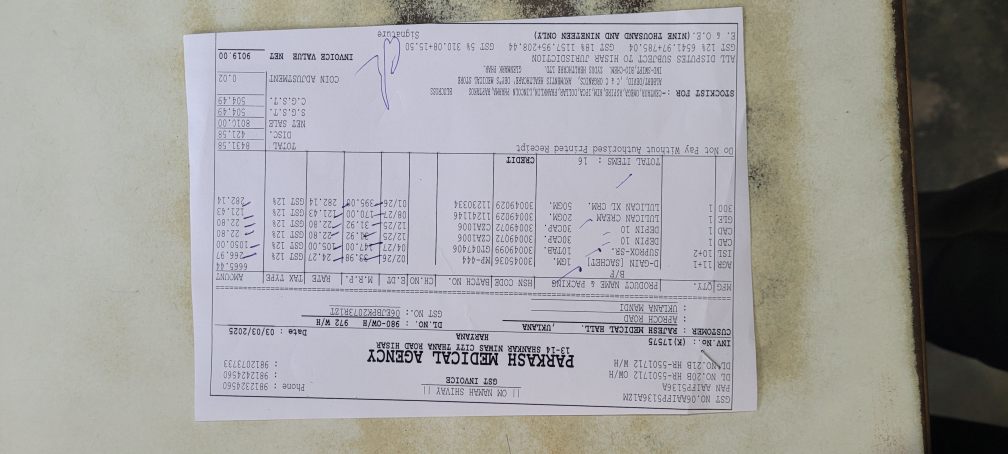 || OM NAMAH SHIVAY ||
GST INVOICE
GST NO.06AAIFP5136A1ZM
PAN AAIFP5136A
DL NO.20B HR-5501712 OW H/W
DL.NO.21B HR-5501712 H/W
Phone : 9812324560
: 9812424560
: 9812073733
PARKASH MEDICAL AGENCY
13-14 SHANKAR NIWAS THANA CITY ROAD HISAR
HARYANA
INV.No.: (K)17575 Date : 03/03/2025
CUSTOMER : RAJESH MEDICAL HALL, UKLANA DL.NO. : 980-OW/H 972 W/H
APROCH ROAD GST NO.: 06EJBPK2073R1ZT
UKLANA : MANDI
MFG QTY. PRODUCT NAME & PACKING HSN CODE BATCH NO. CH.NO E.DT M.R.P. RATE TAX TYPE AMOUNT
B/F 6665.44
AGR 11+1 D-GAIN [SACHET] 1GM. 30045036 MP-444 02/26 33.98 24.27 GST 12% 266.97
ISL 10+2 SUPROX-SR. 10TAB. 30049099 GT047406 04/27 147.00 105.00 GST 12% 1050.00
CAD 1 DEPIN 10 30CAP. 30049072 CZA1006 12/25 31.92 22.80 GST 12% 22.80
CAD 1 DEPIN 10 30CAP. 30049072 CZA1006 12/25 31.92 22.80 GST 12% 22.80
GLE 1 LULICAN CREAM 20GM. 30049029 11241146 08/27 170.00 121.43 GST 12% 121.43
300 1 LULICAN XL CRM. 50GM. 30049029 112330334 01/26 395.00 282.14 GST 12% 282.14
TOTAL ITEMS : 16 CREDIT
Do Not Pay Without Authorised Printed Receipt
TOTAL 8431.58
DISC. 421.58
NET SALE 8010.00
S.G.S.T. 504.49
C.G.S.T. 504.49
COIN ADJUSTMENT 0.02
INVOICE VALUE NET 9019.00
STOCKIST FOR :-
ALL DISPUTES SUBJECT TO HISAR JURISDICTION
GST 12% 6541.97+785.04 GST 18% 1157.95+208.44 GST 5% 310.08+15.50
E. & O.E. (NINE THOUSAND AND NINETEEN ONLY)
Signature